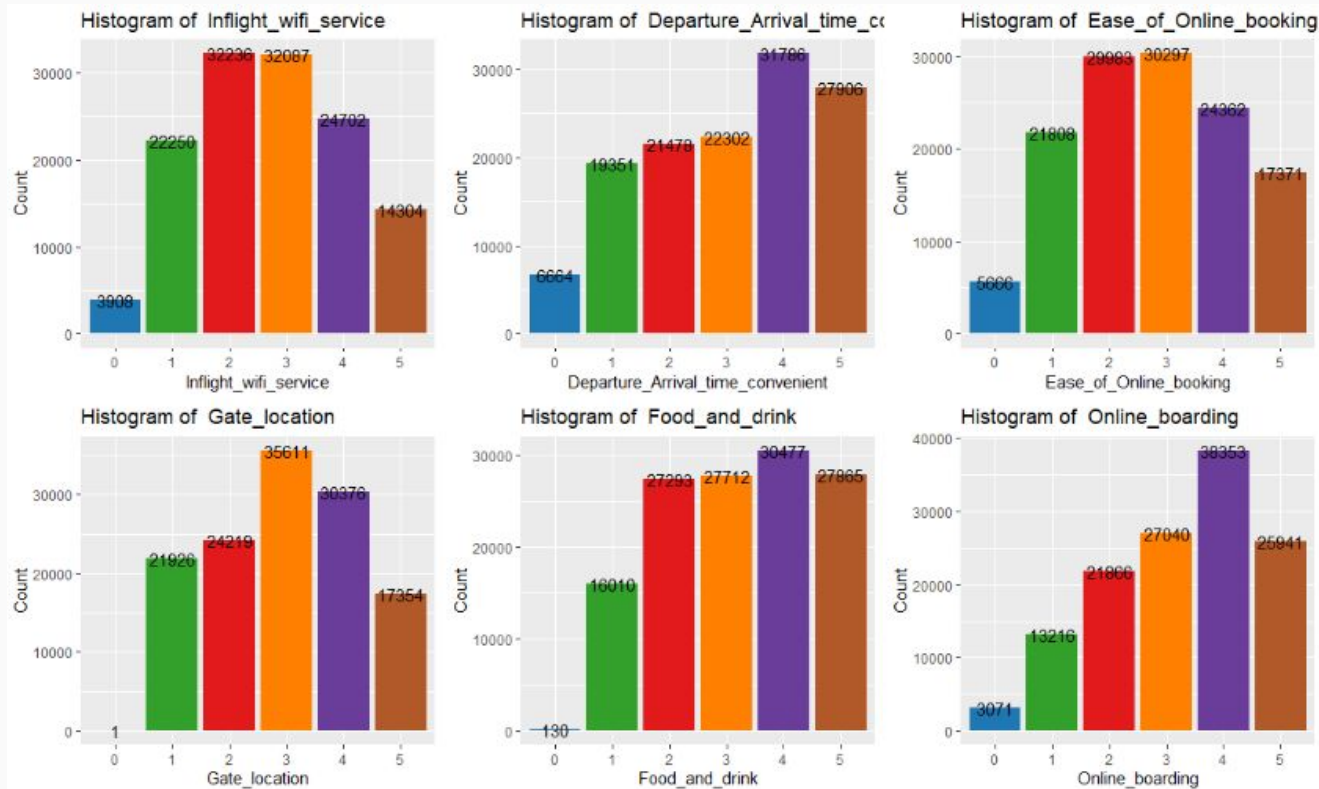 Histogram of Inflight_wifi_service
Count
30000
20000
10000
0
3908
22250
32236
32087
24702
14304
0 1 2 3 4 5
Inflight_wifi_service
Histogram of Departure_Arrival_time_co
Count
30000
20000
10000
0
6664
19351
21478
22302
31786
27906
0 1 2 3 4 5
Departure_Arrival_time_convenient
Histogram of Ease_of_Online_booking
Count
30000
20000
10000
0
5666
21808
29983
30297
24362
17371
0 1 2 3 4 5
Ease_of_Online_booking
Histogram of Gate_location
Count
30000
20000
10000
0
1
21926
24219
35611
30376
17354
0 1 2 3 4 5
Gate_location
Histogram of Food_and_drink
Count
30000
20000
10000
0
130
16010
27293
27712
30477
27865
0 1 2 3 4 5
Food_and_drink
Histogram of Online_boarding
Count
40000
30000
20000
10000
0
3071
13216
21866
27040
38353
25941
0 1 2 3 4 5
Online_boarding